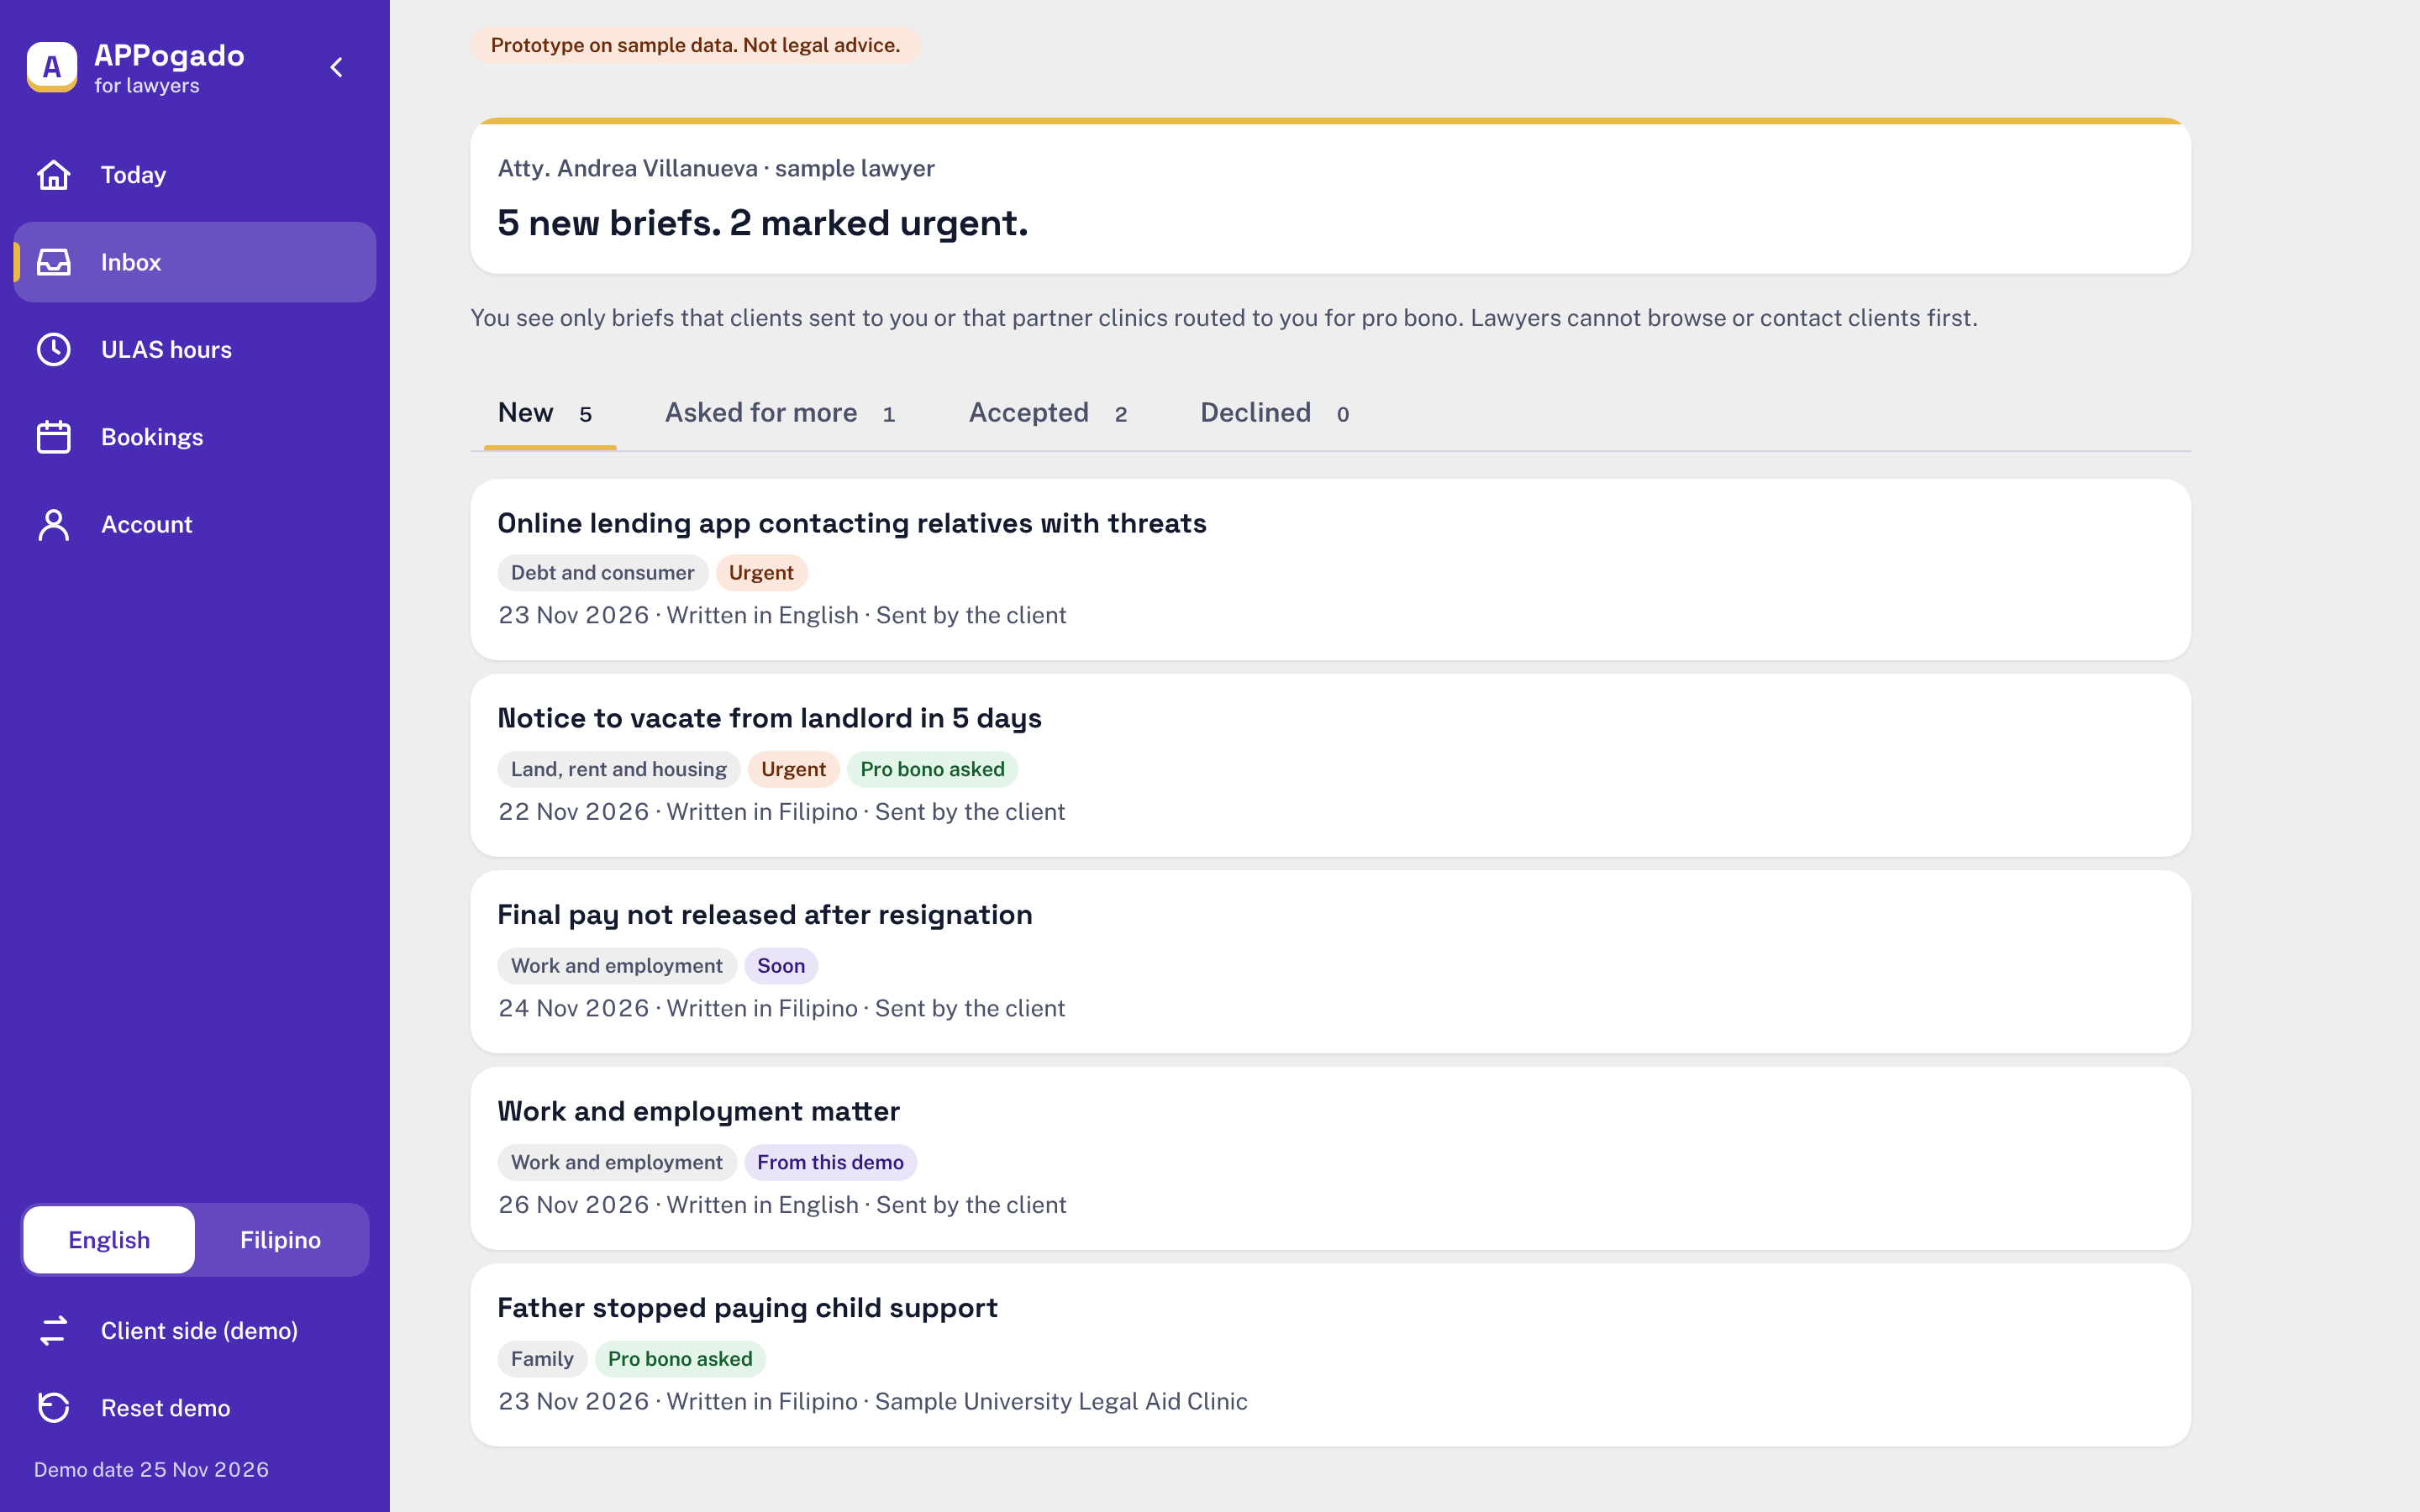 A
APPogado
for lawyers
Today
Inbox
ULAS hours
Bookings
Account
English
Filipino
Client side (demo)
Reset demo
Demo date 25 Nov 2026
Prototype on sample data. Not legal advice.
Atty. Andrea Villanueva · sample lawyer
5 new briefs. 2 marked urgent.
You see only briefs that clients sent to you or that partner clinics routed to you for pro bono. Lawyers cannot browse or contact clients first.
New 5 Asked for more 1 Accepted 2 Declined 0
Online lending app contacting relatives with threats
Debt and consumer Urgent
23 Nov 2026 · Written in English · Sent by the client
Notice to vacate from landlord in 5 days
Land, rent and housing Urgent Pro bono asked
22 Nov 2026 · Written in Filipino · Sent by the client
Final pay not released after resignation
Work and employment Soon
24 Nov 2026 · Written in Filipino · Sent by the client
Work and employment matter
Work and employment From this demo
26 Nov 2026 · Written in English · Sent by the client
Father stopped paying child support
Family Pro bono asked
23 Nov 2026 · Written in Filipino · Sample University Legal Aid Clinic